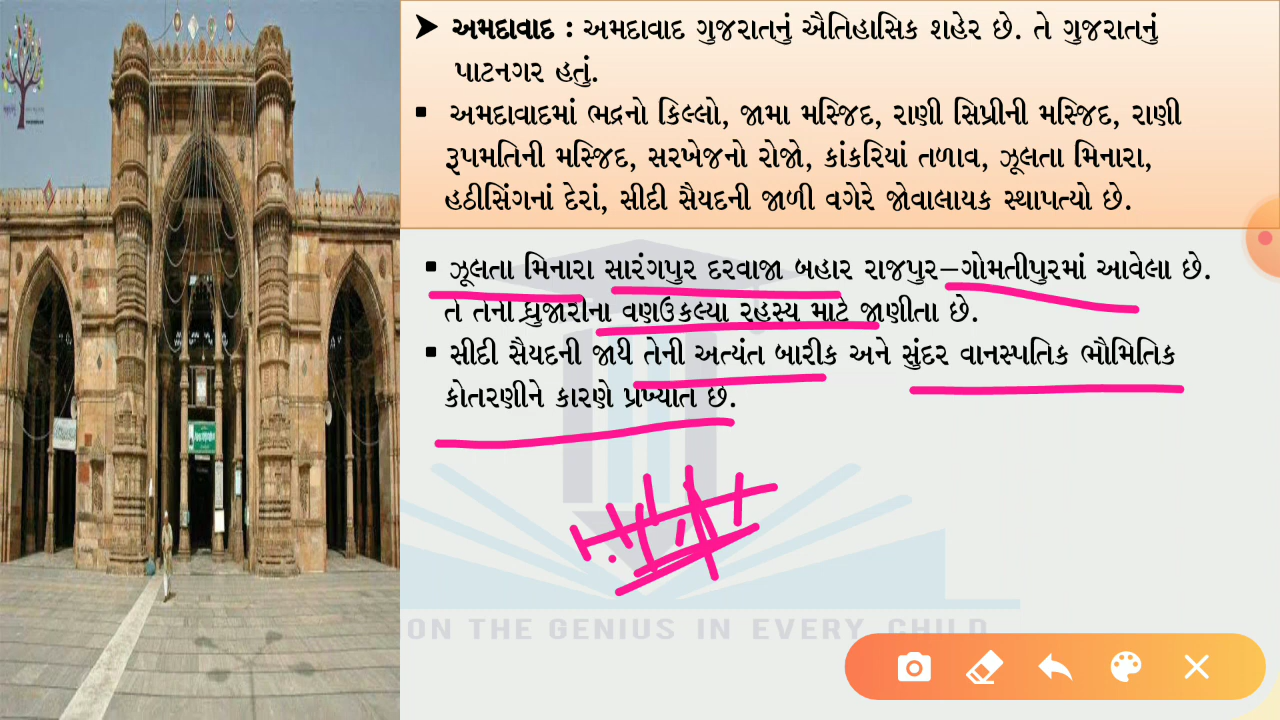 ➤ અમદાવાદ : અમદાવાદ ગુજરાતનું ઐતિહાસિક શહેર છે. તે ગુજરાતનું
પાટનગર હતું.
▪ અમદાવાદમાં ભદ્રનો કિલ્લો, જામા મસ્જિદ, રાણી સિપ્રીની મસ્જિદ, રાણી
રૂપમતિની મસ્જિદ, સરખેજનો રોજો, કાંકરિયાં તળાવ, ઝૂલતા મિનારા,
હઠીસિંગનાં દેરાં, સીદી સૈયદની જાળી વગેરે જોવાલાયક સ્થાપત્યો છે.
▪ ઝૂલતા મિનારા સારંગપુર દરવાજા બહાર રાજપુર–ગોમતીપુરમાં આવેલા છે.
તે તેના ધ્રુજારીના વણઉકલ્યા રહસ્ય માટે જાણીતા છે.
▪ સીદી સૈયદની જાયી તેની અત્યંત બારીક અને સુંદર વાનસ્પતિક ભૌમિતિક
કોતરણીને કારણે પ્રખ્યાત છે.
ON THE GENIUS IN EVERY CHILD